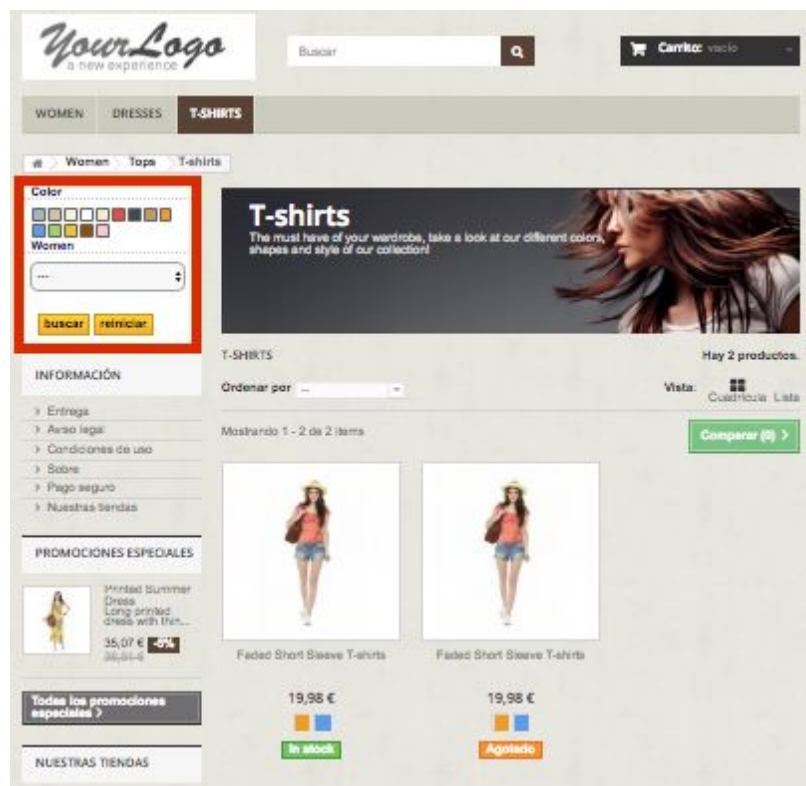 YourLogo
a new experience
Buscar
Carrito: vacío
WOMEN DRESSES T-SHIRTS
Women Tops T-shirts
Color
Women
---
buscar reiniciar
T-shirts
The must have of your wardrobe, take a look at our different colors,
shapes and style of our collection!
T-SHIRTS
Hay 2 productos.
Ordenar por --
Vista: Cuadrícula Lista
Mostrando 1 - 2 de 2 items
Comparar (0) >
INFORMACIÓN
> Entrega
> Aviso legal
> Condiciones de uso
> Sobre
> Pago seguro
> Nuestras tiendas
PROMOCIONES ESPECIALES
Printed Summer
Dress
Long printed
dress with thin...
35,07 € -5%
Todas los promociones
especiales >
NUESTRAS TIENDAS
Faded Short Sleeve T-shirts
19,98 €
In stock
Faded Short Sleeve T-shirts
19,98 €
Agotado